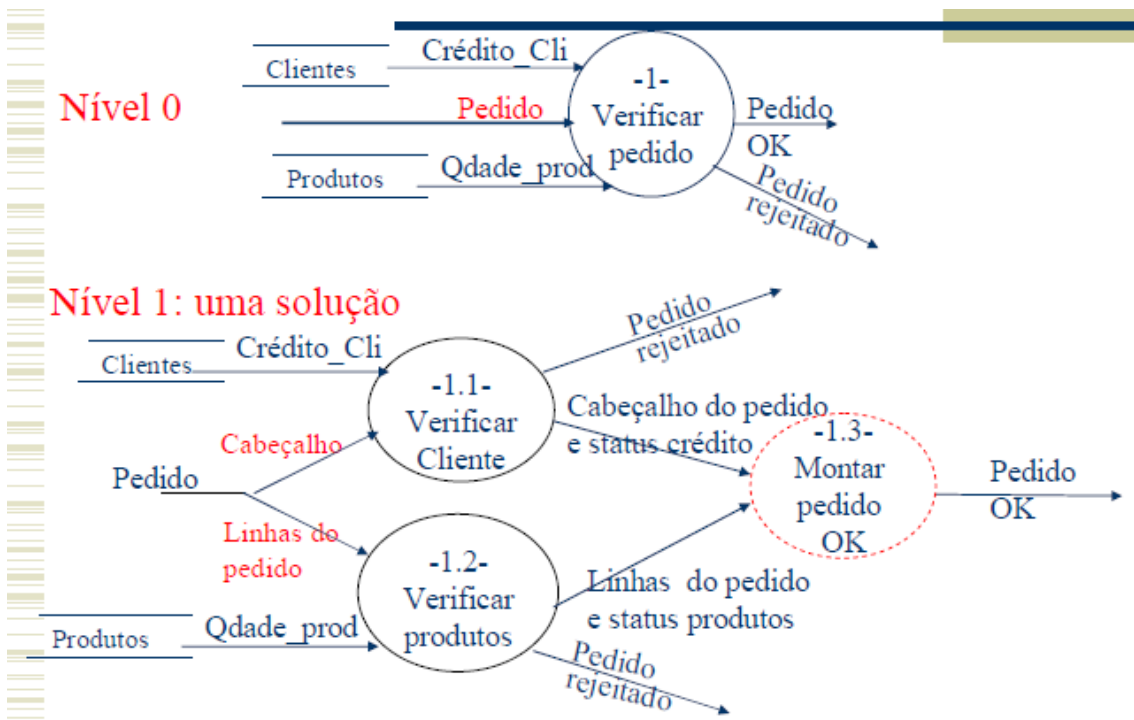 Nível 0
Clientes
Crédito_Cli
Pedido
Produtos
Qdade_prod
-1-
Verificar
pedido
Pedido
OK
Pedido
rejeitado
Nível 1: uma solução
Clientes
Crédito_Cli
Pedido
Cabeçalho
Linhas do
pedido
Produtos
Qdade_prod
-1.1-
Verificar
Cliente
-1.2-
Verificar
produtos
Pedido
rejeitado
Cabeçalho do pedido
e status crédito
Linhas do pedido
e status produtos
Pedido
rejeitado
-1.3-
Montar
pedido
OK
Pedido
OK